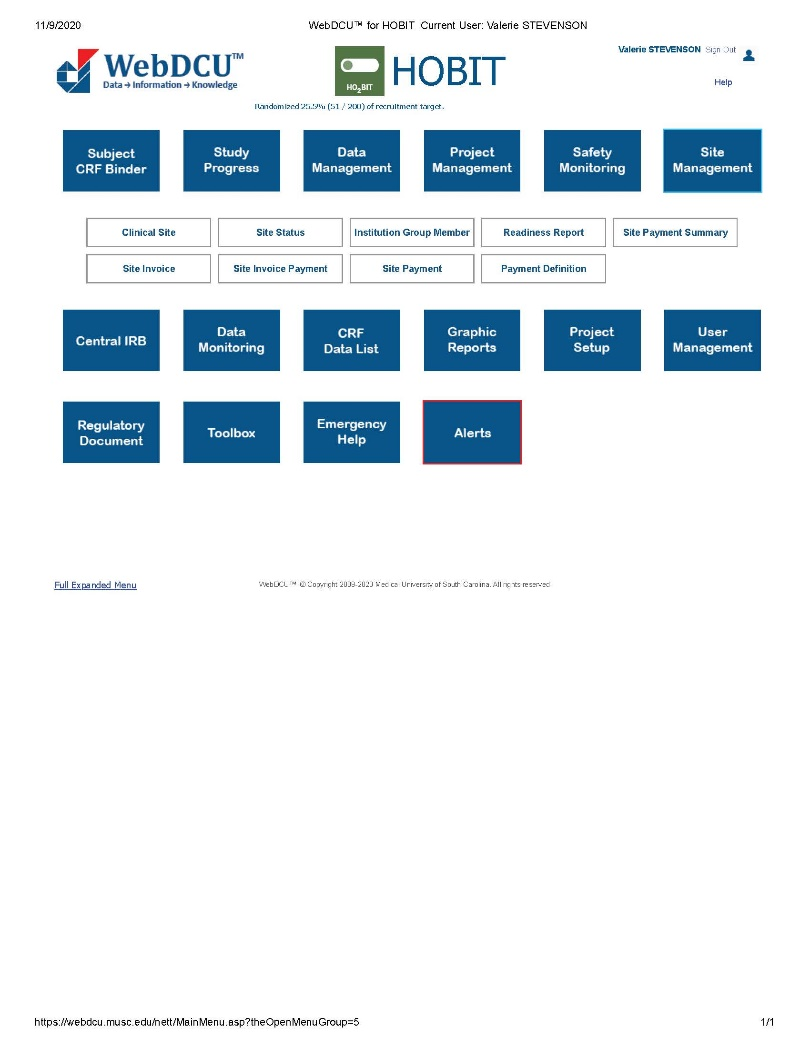 11/9/2020 WebDCU™ for HOBIT Current User: Valerie STEVENSON
WebDCU™
Data → Information → Knowledge
HO2BIT
HOBIT
Valerie STEVENSON Sign Out
Help
Randomized 25.5% (51 / 200) of recruitment target.
Subject CRF Binder
Study Progress
Data Management
Project Management
Safety Monitoring
Site Management
Clinical Site
Site Status
Institution Group Member
Readiness Report
Site Payment Summary
Site Invoice
Site Invoice Payment
Site Payment
Payment Definition
Central IRB
Data Monitoring
CRF Data List
Graphic Reports
Project Setup
User Management
Regulatory Document
Toolbox
Emergency Help
Alerts
Full Expanded Menu
WebDCU™ © Copyright 2009-2020 Medical University of South Carolina. All rights reserved
https://webdcu.musc.edu/nett/MainMenu.asp?theOpenMenuGroup=5 1/1